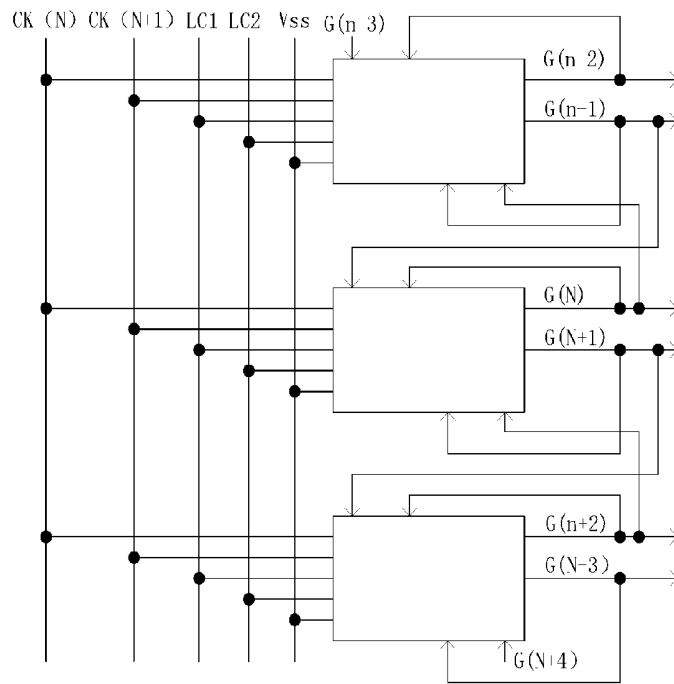 CK (N) CK (N+1) LC1 LC2 Vss G(n 3)
G(n 2)
G(n-1)
G(N)
G(N+1)
G(n+2)
G(N-3)
G(N+4)